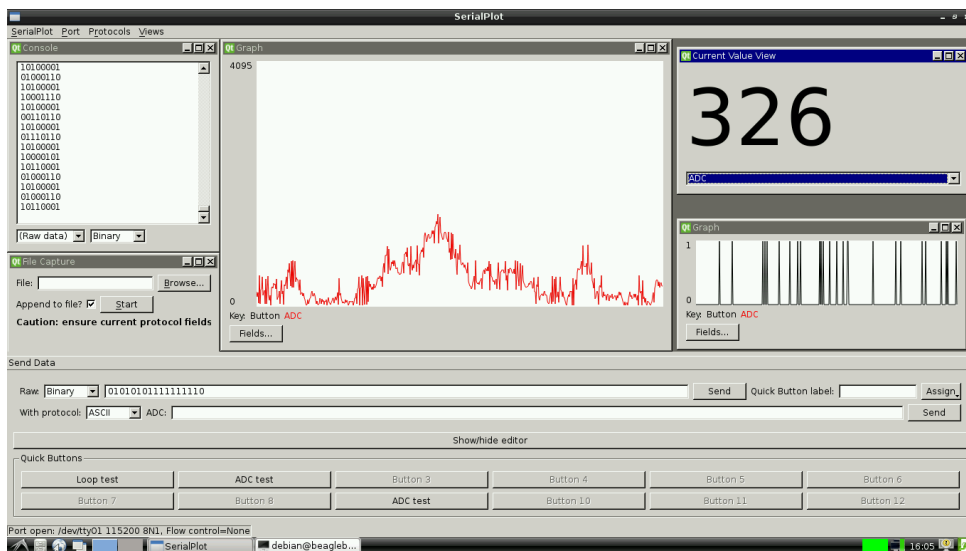 SerialPlot
SerialPlot Port Protocols Views
Console
10100001
01000110
10100001
10001110
10100001
00110110
10100001
01110110
10100001
10000101
10110001
01000110
10100001
01000110
10110001
(Raw data) Binary
Graph
4095
0
Key: Button ADC
Fields...
Current Value View
326
ADC
Graph
1
0
Key: Button ADC
Fields...
File Capture
File: Browse...
Append to file? Start
Caution: ensure current protocol fields
Send Data
Raw: Binary 01010101111111110 Send Quick Button label: Assign
With protocol: ASCII ADC: Send
Show/hide editor
Quick Buttons
Loop test ADC test Button 3 Button 4 Button 5 Button 6
Button 7 Button 8 ADC test Button 10 Button 11 Button 12
Port open: /dev/ttyO1 115200 8N1, Flow control=None
SerialPlot debian@beagleb... 16:05